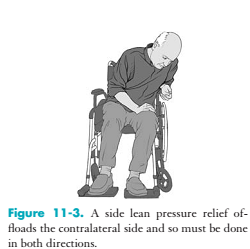 Figure 11-3. A side lean pressure relief of-
floads the contralateral side and so must be done
in both directions.